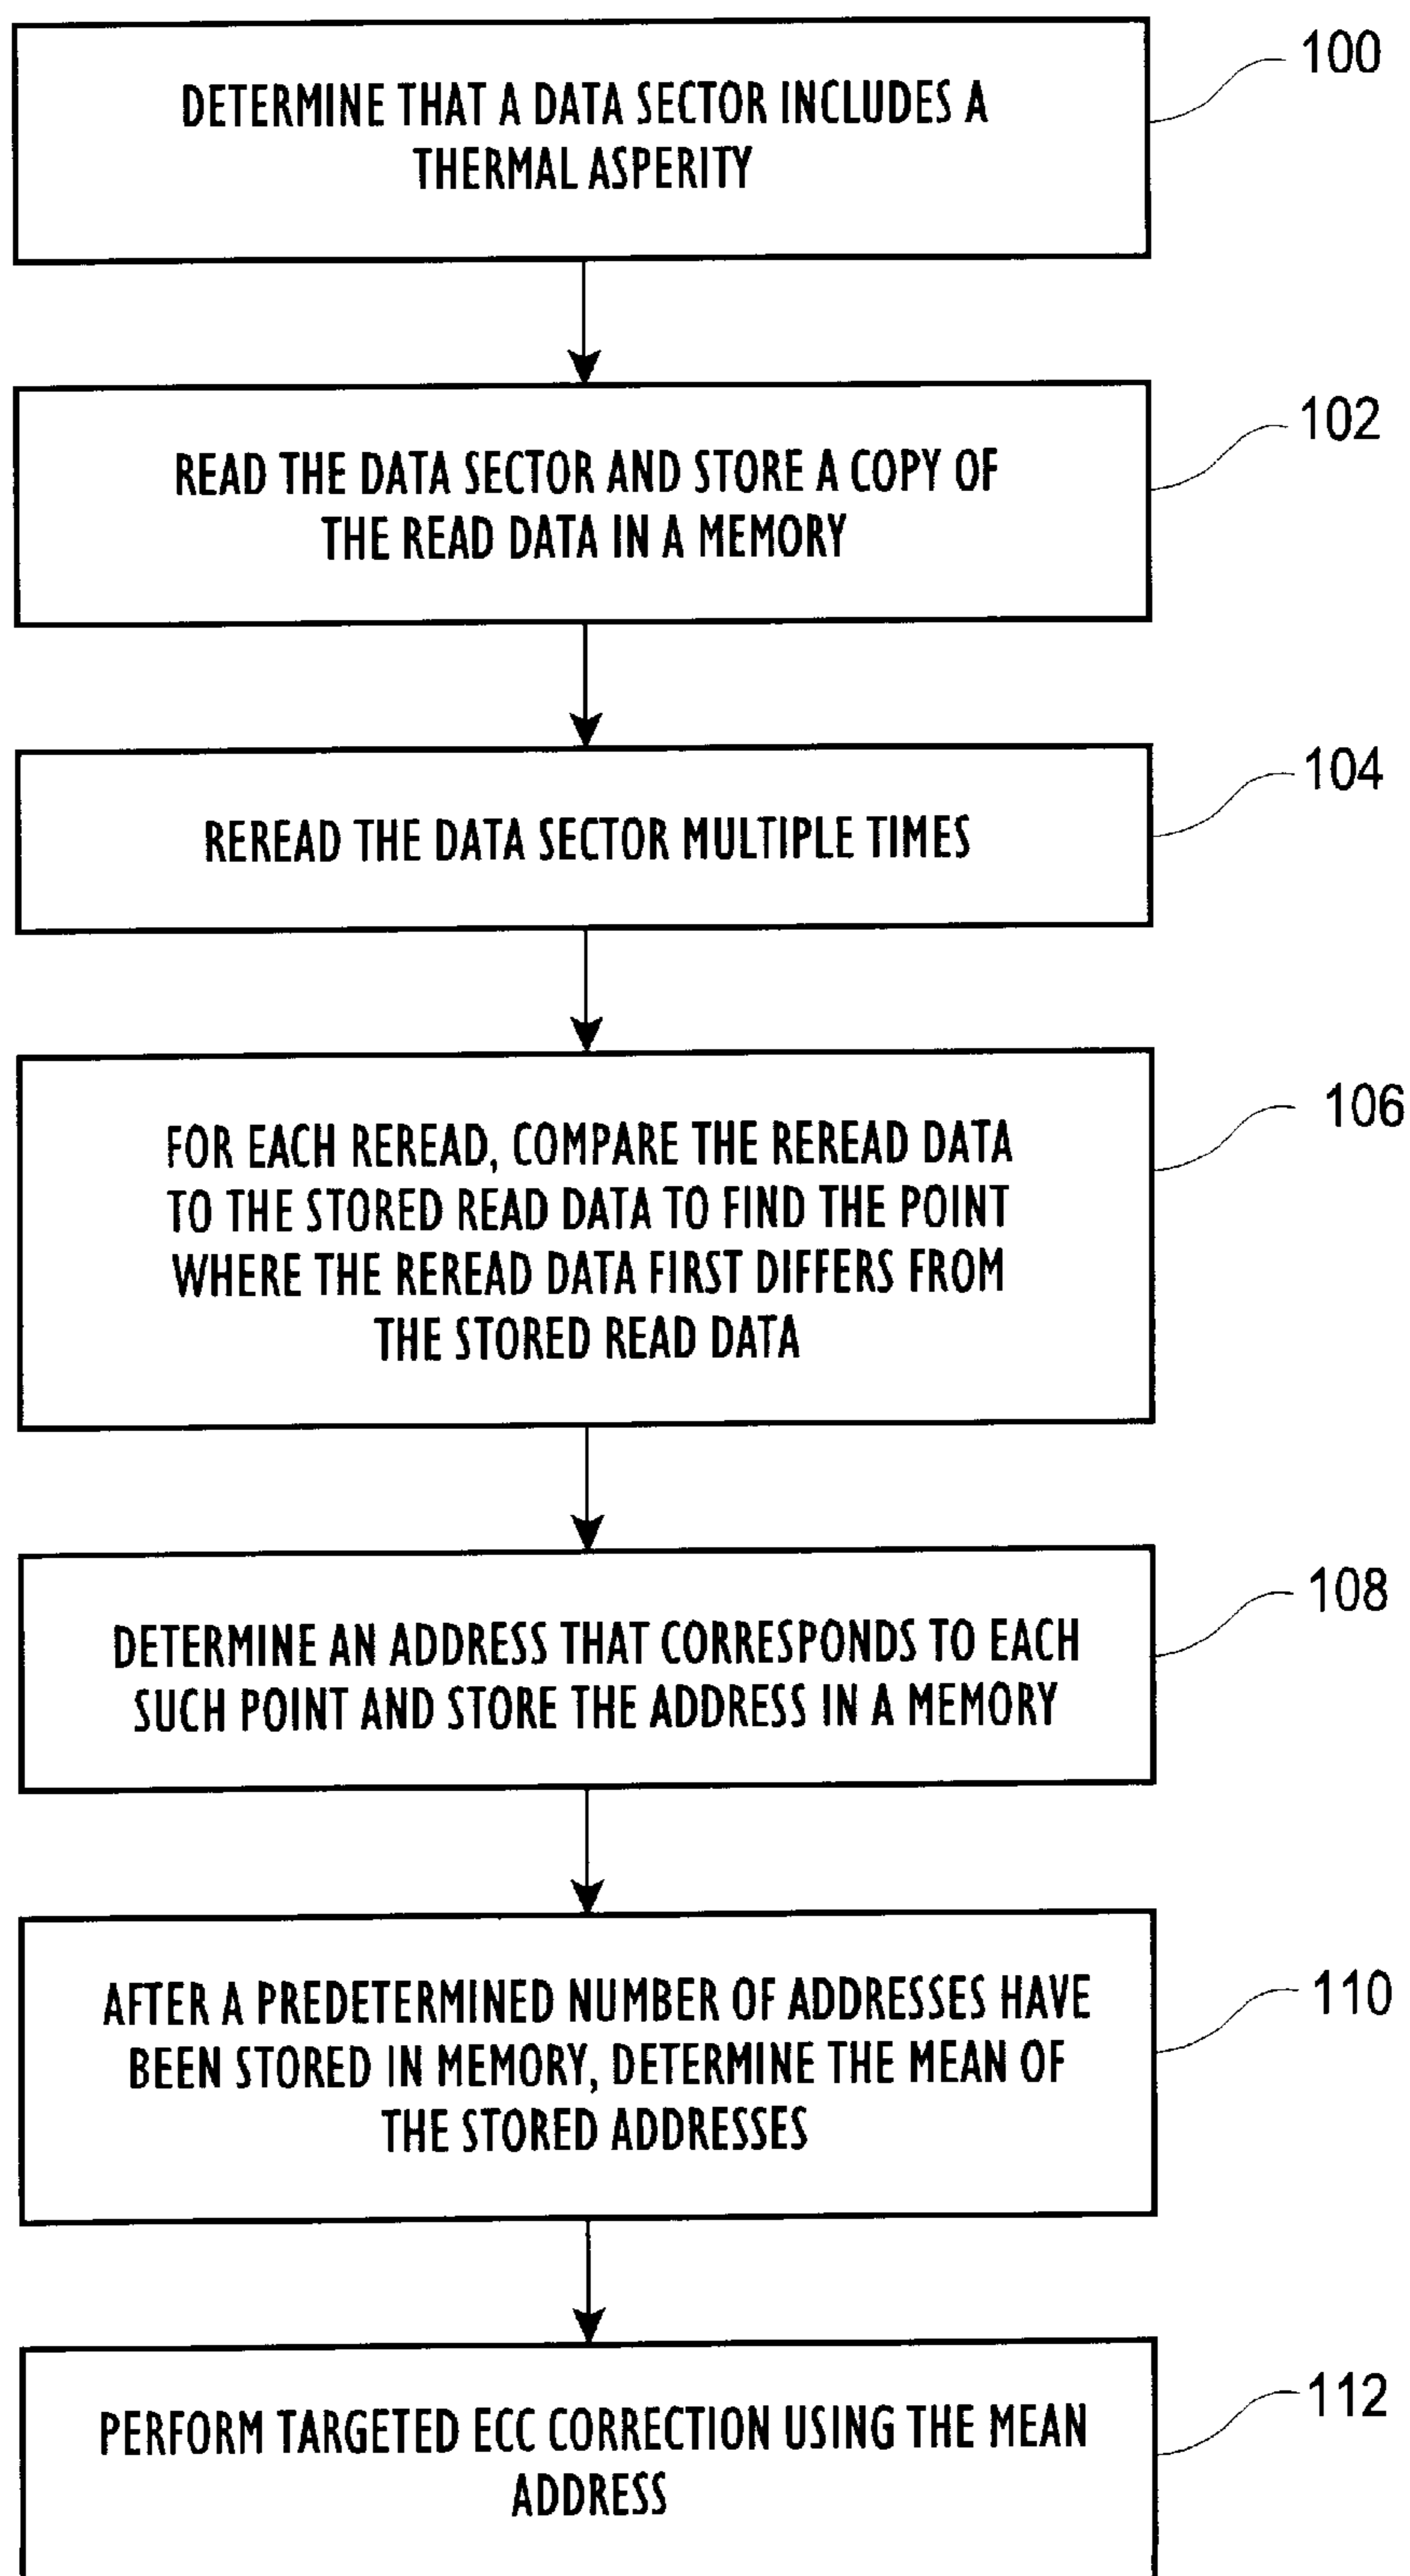 100
DETERMINE THAT A DATA SECTOR INCLUDES A
THERMAL ASPERITY
102
READ THE DATA SECTOR AND STORE A COPY OF
THE READ DATA IN A MEMORY
104
REREAD THE DATA SECTOR MULTIPLE TIMES
106
FOR EACH REREAD, COMPARE THE REREAD DATA
TO THE STORED READ DATA TO FIND THE POINT
WHERE THE REREAD DATA FIRST DIFFERS FROM
THE STORED READ DATA
108
DETERMINE AN ADDRESS THAT CORRESPONDS TO EACH
SUCH POINT AND STORE THE ADDRESS IN A MEMORY
110
AFTER A PREDETERMINED NUMBER OF ADDRESSES HAVE
BEEN STORED IN MEMORY, DETERMINE THE MEAN OF
THE STORED ADDRESSES
112
PERFORM TARGETED ECC CORRECTION USING THE MEAN
ADDRESS